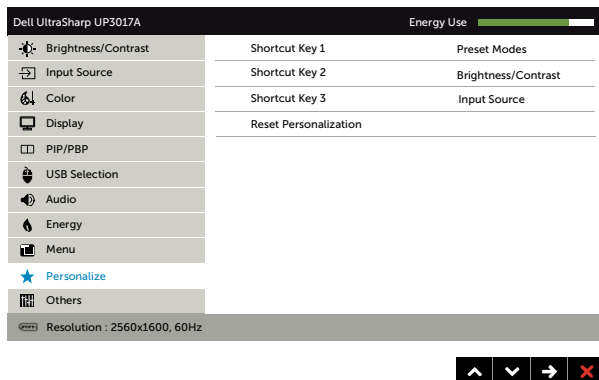 Dell UltraSharp UP3017A Energy Use
Brightness/Contrast Shortcut Key 1 Preset Modes
Input Source Shortcut Key 2 Brightness/Contrast
Color Shortcut Key 3 Input Source
Display Reset Personalization
PIP/PBP
USB Selection
Audio
Energy
Menu
Personalize
Others
Resolution : 2560x1600, 60Hz